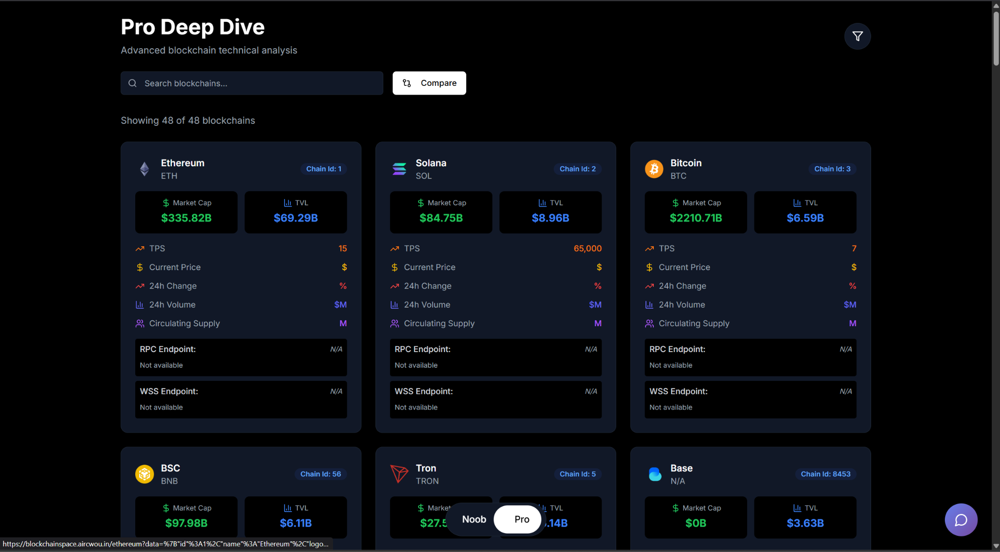 Pro Deep Dive
Advanced blockchain technical analysis
Search blockchains...
Compare
Showing 48 of 48 blockchains
Ethereum
ETH
Chain Id: 1
Market Cap
$335.82B
TVL
$69.29B
TPS
15
Current Price
$
24h Change
%
24h Volume
$M
Circulating Supply
M
RPC Endpoint:
N/A
Not available
WSS Endpoint:
N/A
Not available
Solana
SOL
Chain Id: 2
Market Cap
$84.75B
TVL
$8.96B
TPS
65,000
Current Price
$
24h Change
%
24h Volume
$M
Circulating Supply
M
RPC Endpoint:
N/A
Not available
WSS Endpoint:
N/A
Not available
Bitcoin
BTC
Chain Id: 3
Market Cap
$2210.71B
TVL
$6.59B
TPS
7
Current Price
$
24h Change
%
24h Volume
$M
Circulating Supply
M
RPC Endpoint:
N/A
Not available
WSS Endpoint:
N/A
Not available
BSC
BNB
Chain Id: 56
Market Cap
$97.98B
TVL
$6.11B
Tron
TRON
Chain Id: 5
Market
$27.5
TVL
.14B
Base
N/A
Chain Id: 8453
Market Cap
$0B
TVL
$3.63B
Noob
Pro
https://blockchainspace.aircwou.in/ethereum?data=%7B"id"%3A1%2C"name"%3A"Ethereum"%2C"logo...